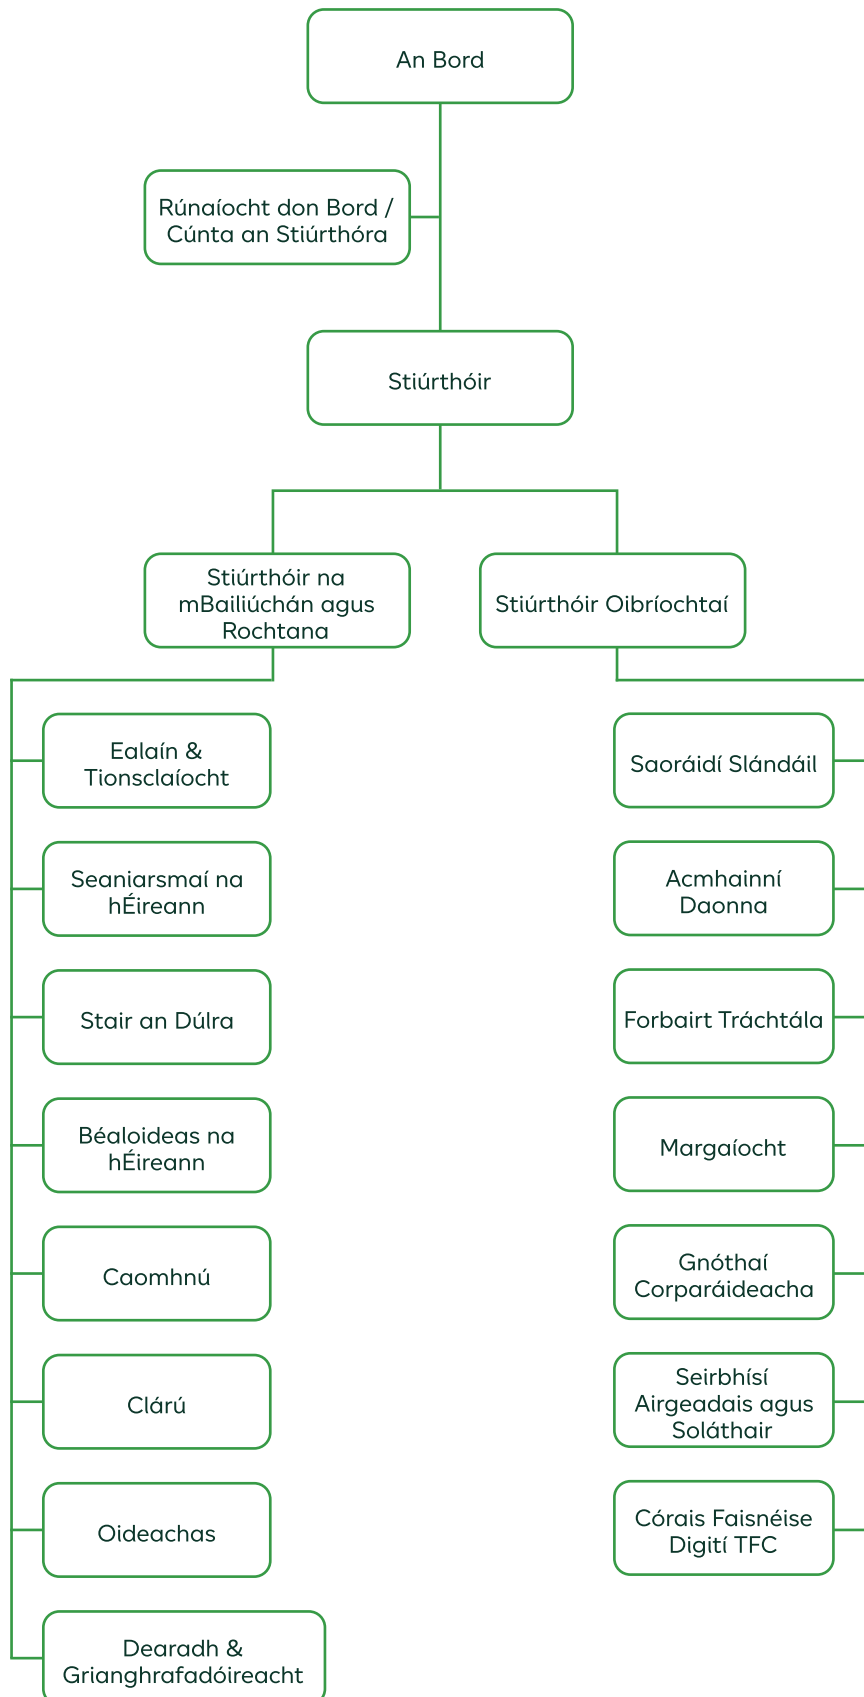 An Bord
Rúnaíocht don Bord /
Cúnta an Stiúrthóra
Stiúrthóir
Stiúrthóir na
mBailiúchán agus
Rochtana
Stiúrthóir Oibríochtaí
Ealaín &
Tionsclaíocht
Seaniarsmaí na
hÉireann
Stair an Dúlra
Béaloideas na
hÉireann
Caomhnú
Clárú
Oideachas
Dearadh &
Grianghrafadóireacht
Saoráidí Slándáil
Acmhainní
Daonna
Forbairt Tráchtála
Margaíocht
Gnóthaí
Corparáideacha
Seirbhísí
Airgeadais agus
Soláthair
Córais Faisnéise
Digití TFC